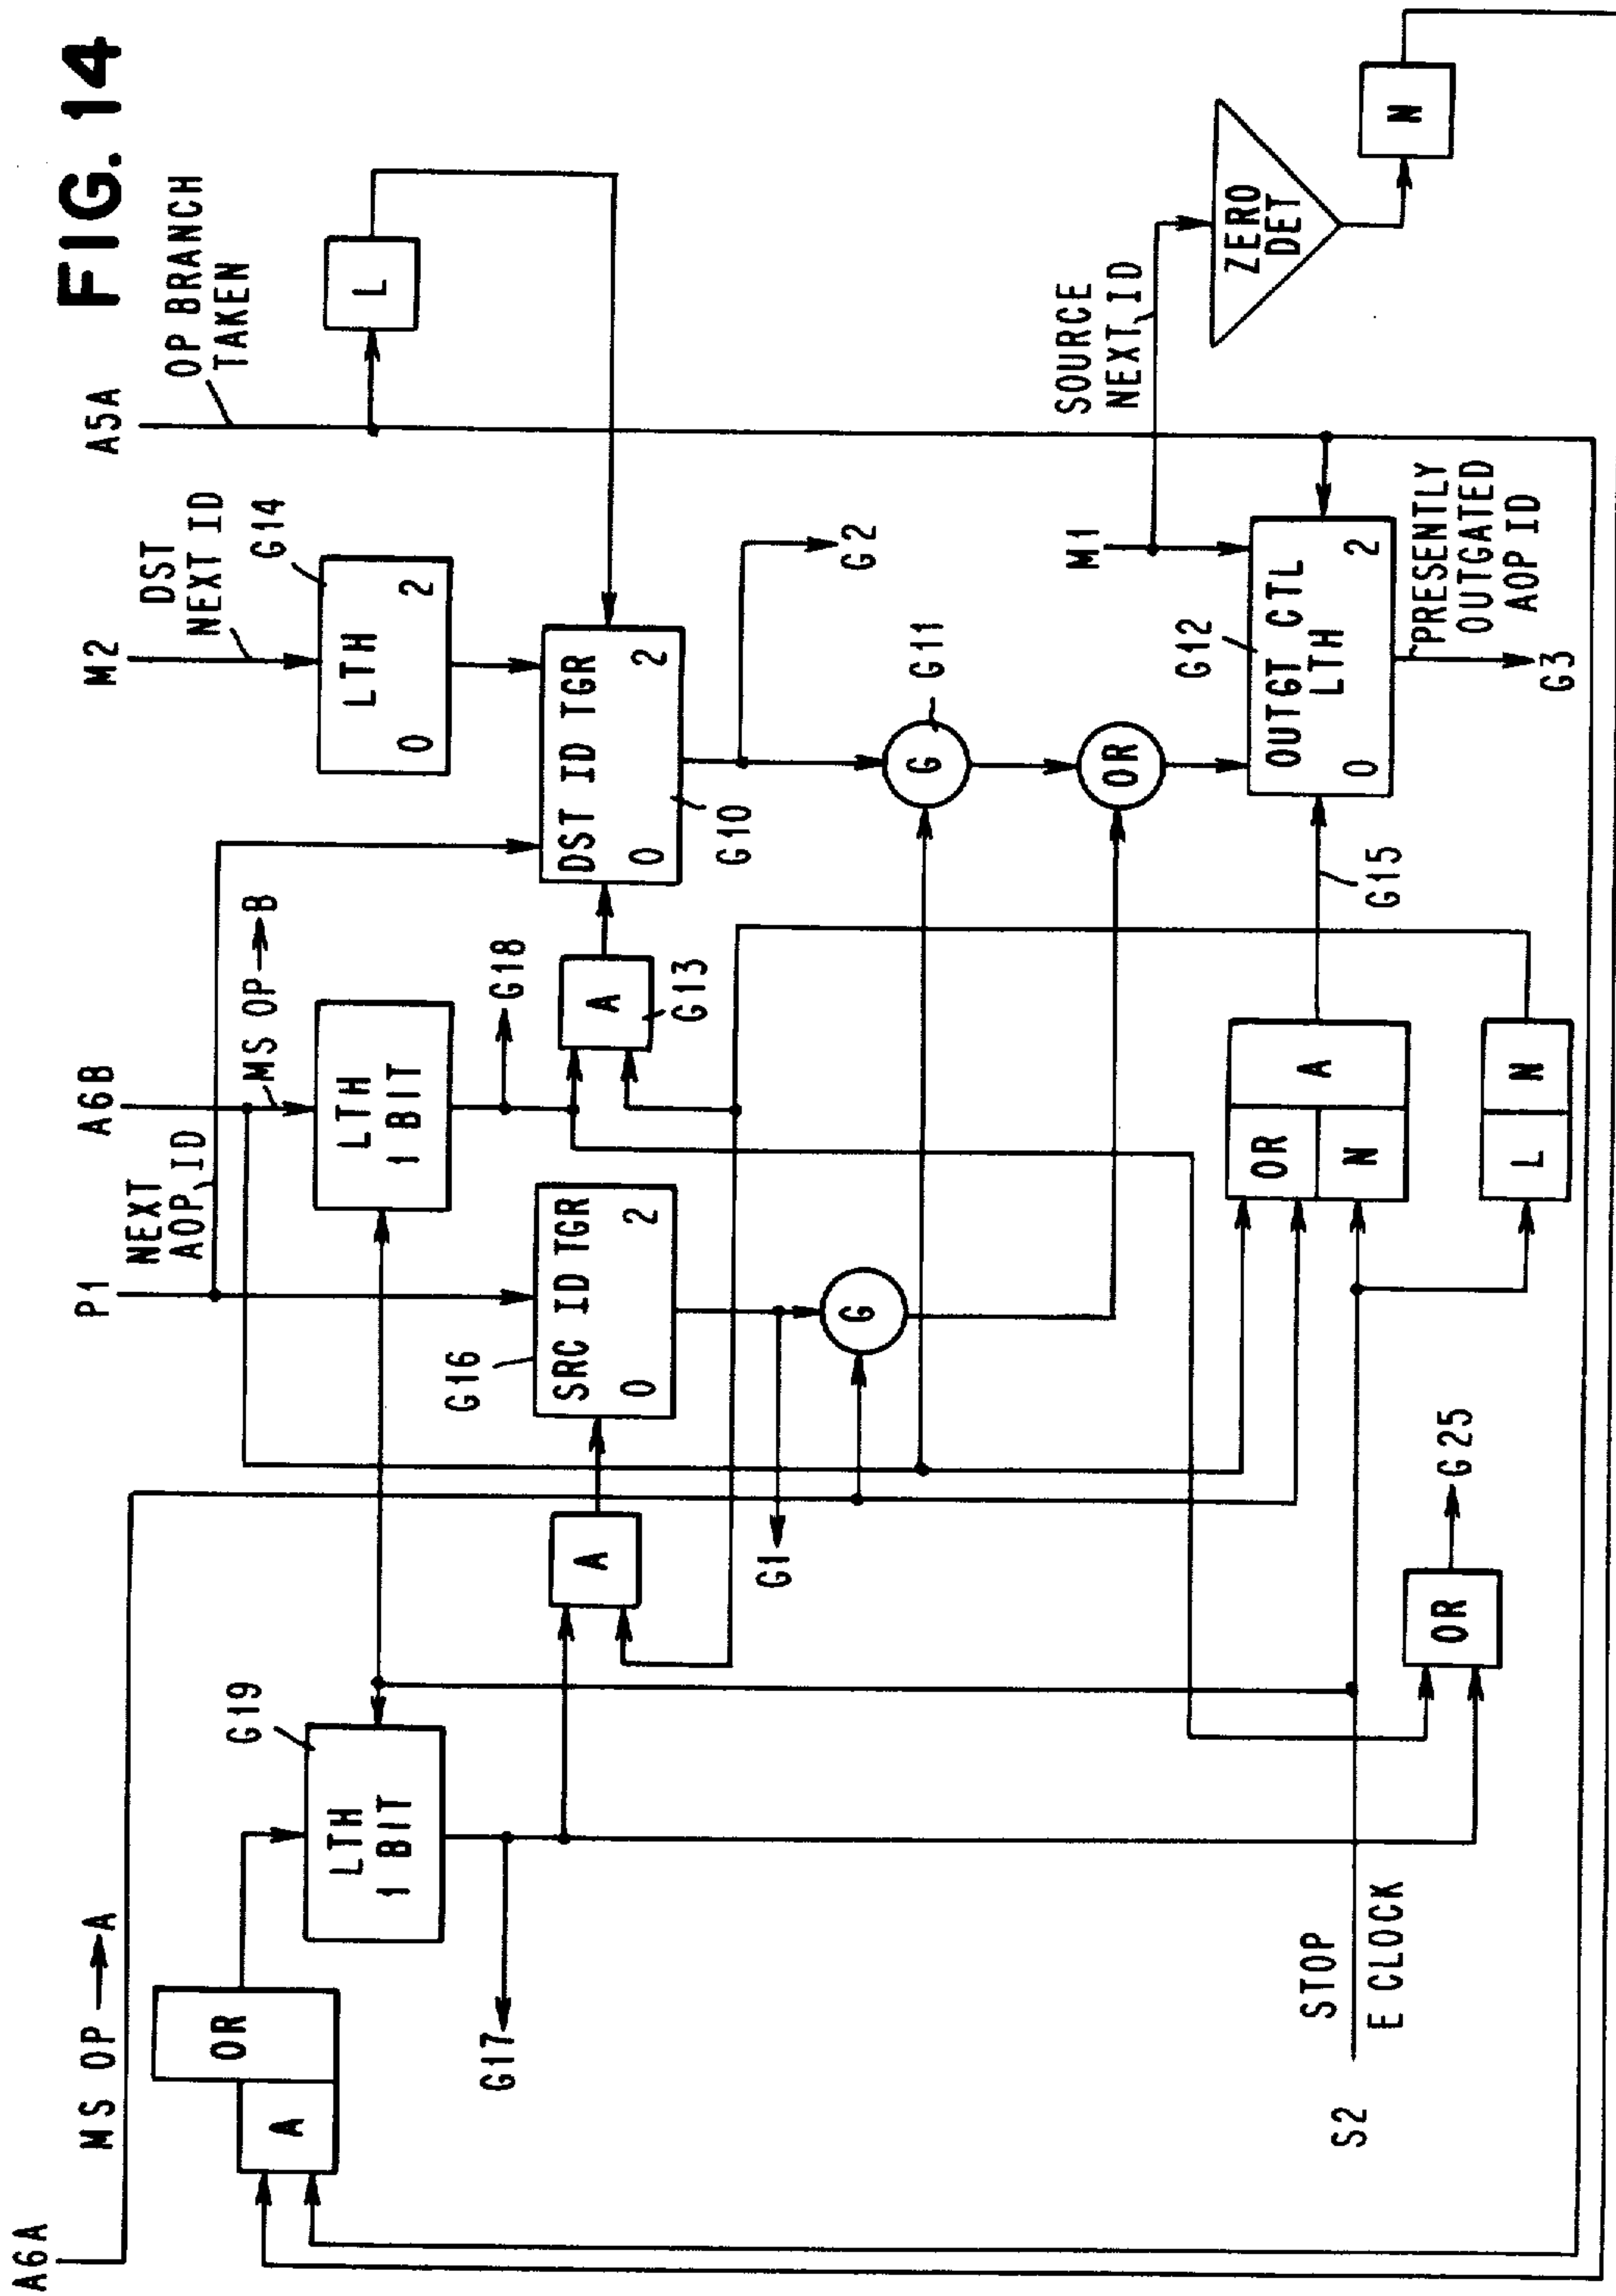 FIG. 14
A6A
MS OP → A
P1
NEXT
AOP ID
A6B
MS OP → B
M2
DST
NEXT ID
G14
A5A
OP BRANCH
TAKEN
A
OR
G19
LTH
1 BIT
LTH
1 BIT
LTH
0 2
L
G17
G18
A
G16
SRC ID TGR
0 2
A
G13
DST ID TGR
0 2
G10
G1
G
G2
G
G11
OR
SOURCE
NEXT ID
M1
ZERO
DET
N
G12
OUTGT CTL
LTH
0 2
G15
PRESENTLY
OUTGATED
AOP ID
G3
OR
N
A
L
N
STOP
E CLOCK
S2
OR
G25